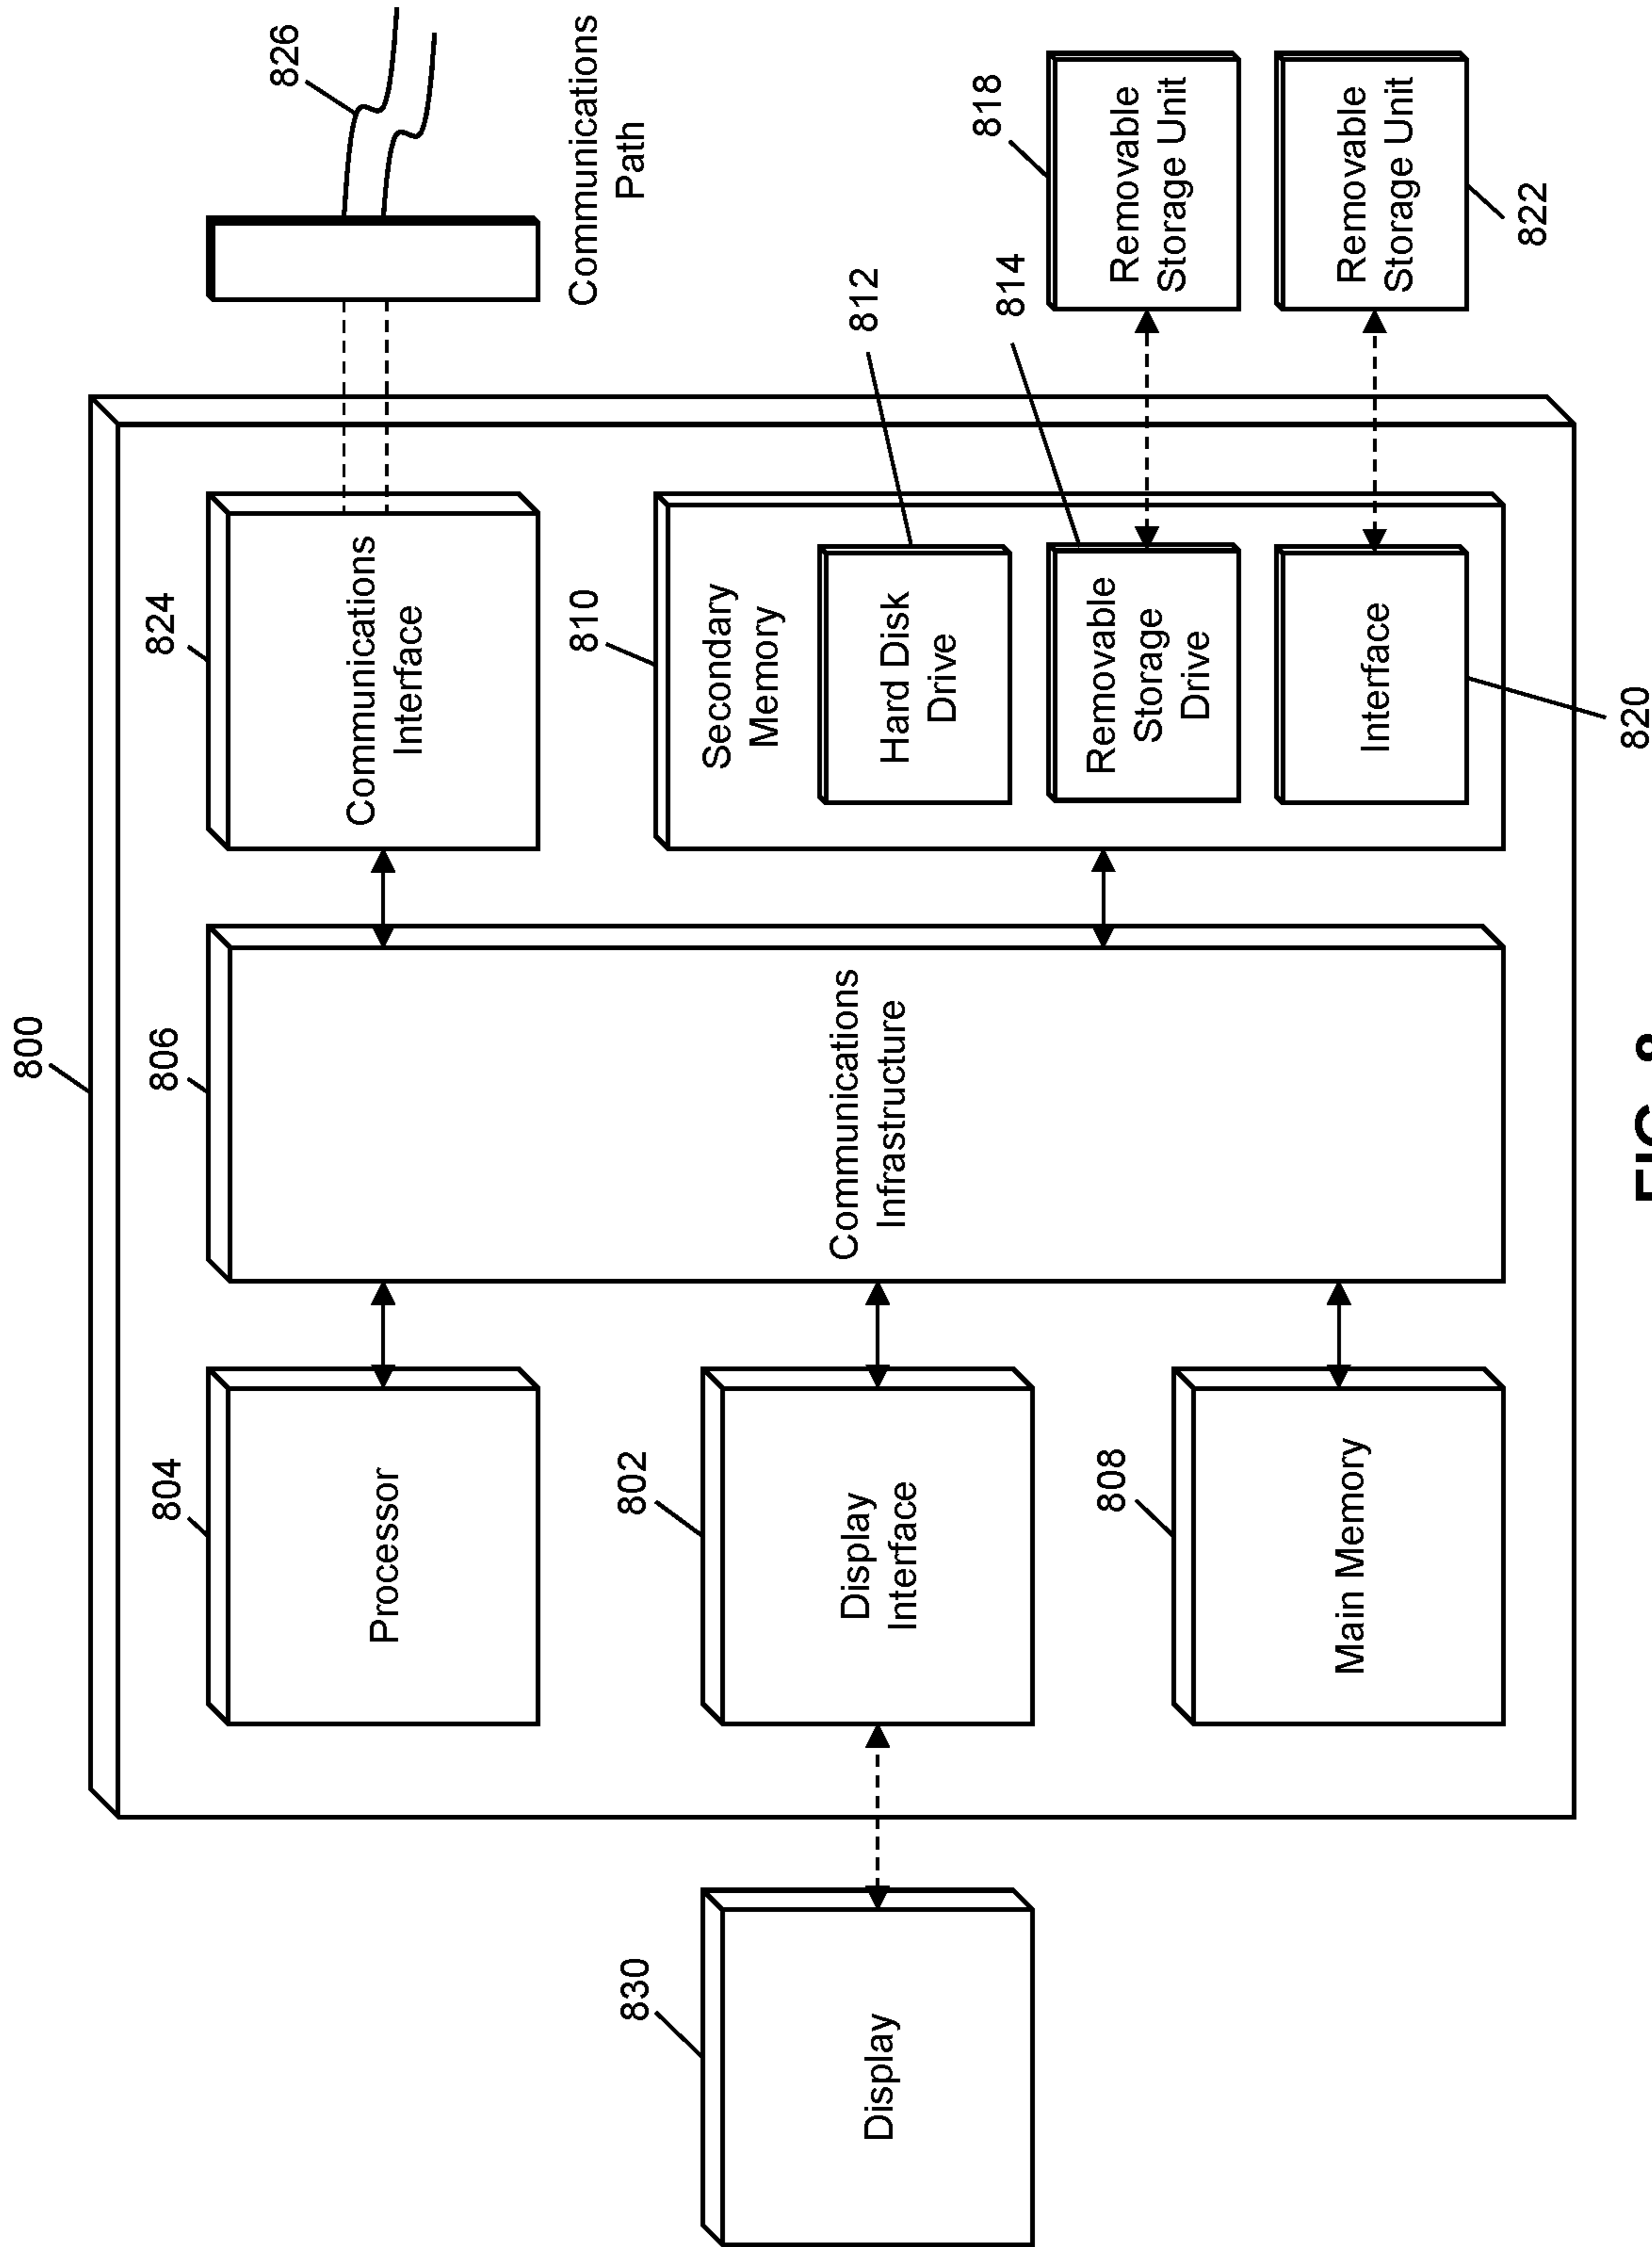 800
804
806
824
826
Processor
Communications
Interface
Communications
Path
830
802
810
Secondary
Memory
Display
Display
Interface
Communications
Infrastructure
812
Hard Disk
Drive
818
814
808
Removable
Storage
Drive
Removable
Storage Unit
Main Memory
Interface
Removable
Storage Unit
822
820
FIG. 8